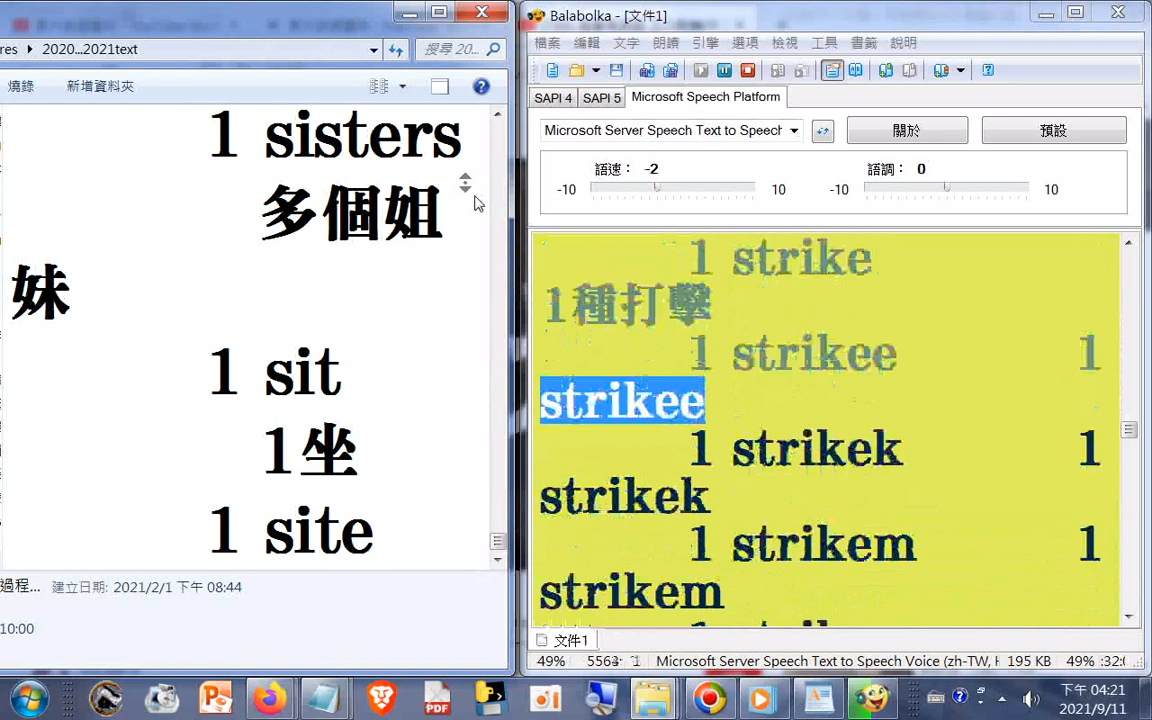 res ▸ 2020...2021text
搜尋 20...
燒錄 新增資料夾
1 sisters
多個姐
妹
1 sit
1坐
1 site
過程... 建立日期: 2021/2/1 下午 08:44
10:00
Balabolka - [文件1]
檔案 編輯 文字 朗讀 引擎 選項 檢視 工具 書籤 說明
SAPI 4 SAPI 5 Microsoft Speech Platform
Microsoft Server Speech Text to Speech
關於 預設
語速： -2 語調： 0
-10 10 -10 10
1 strike
1種打擊
1 strikee 1
strikee
1 strikek 1
strikek
1 strikem 1
strikem
文件1
49% Microsoft Server Speech Text to Speech Voice (zh-TW, 195 KB 49%
PDF
下午 04:21
2021/9/11